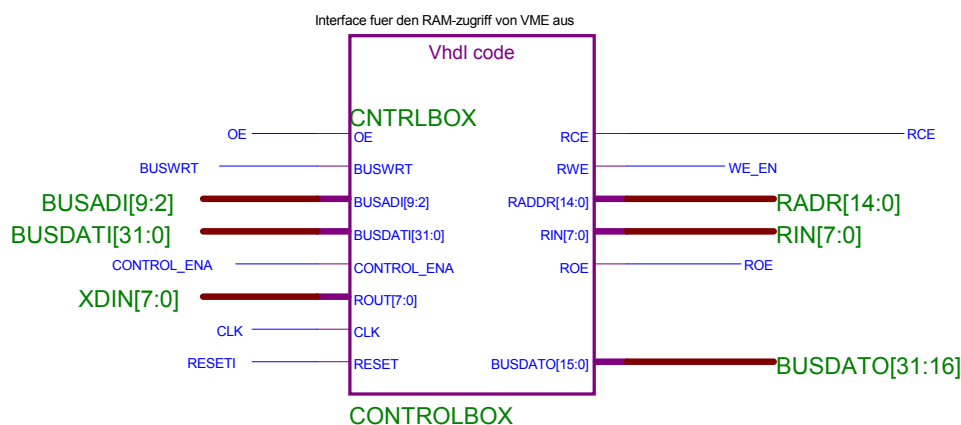 Interface fuer den RAM-zugriff von VME aus
Vhdl code
CNTRLBOX
OE OE RCE RCE
BUSWRT BUSWRT RWE WE_EN
BUSADI[9:2] BUSADI[9:2] RADDR[14:0] RADR[14:0]
BUSDATI[31:0] BUSDATI[31:0] RIN[7:0] RIN[7:0]
CONTROL_ENA CONTROL_ENA ROE ROE
XDIN[7:0] ROUT[7:0]
CLK CLK
RESETI RESET BUSDATO[15:0] BUSDATO[31:16]
CONTROLBOX